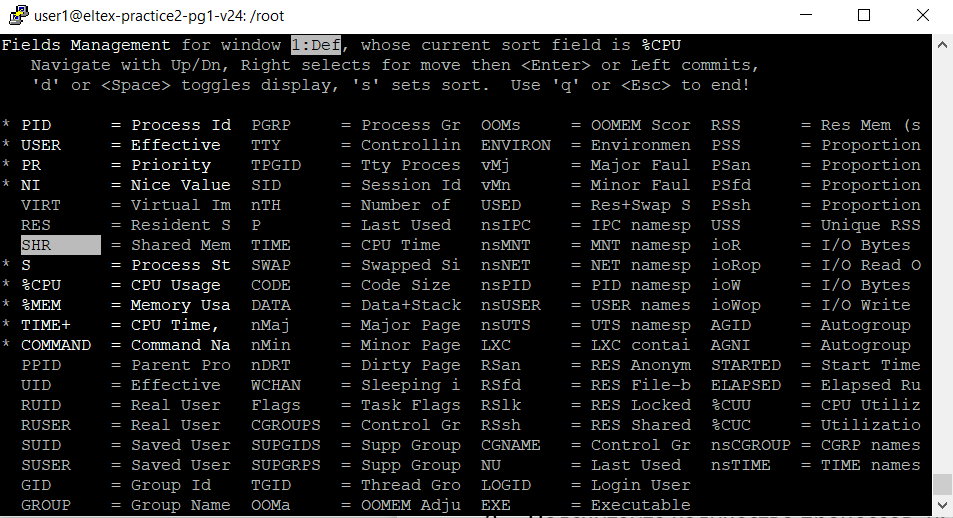 user1@eltex-practice2-pg1-v24: /root
Fields Management for window 1:Def, whose current sort field is %CPU
Navigate with Up/Dn, Right selects for move then <Enter> or Left commits,
'd' or <Space> toggles display, 's' sets sort. Use 'q' or <Esc> to end!
* PID = Process Id PGRP = Process Gr OOMs = OOMEM Scor RSS = Res Mem (s
* USER = Effective TTY = Controllin ENVIRON = Environmen PSS = Proportion
* PR = Priority TPGID = Tty Proces vMj = Major Faul PSan = Proportion
* NI = Nice Value SID = Session Id vMn = Minor Faul PSfd = Proportion
VIRT = Virtual Im nTH = Number of USED = Res+Swap S PSsh = Proportion
RES = Resident S P = Last Used nsIPC = IPC namesp USS = Unique RSS
SHR = Shared Mem TIME = CPU Time nsMNT = MNT namesp ioR = I/O Bytes
* S = Process St SWAP = Swapped Si nsNET = NET namesp ioRop = I/O Read O
* %CPU = CPU Usage CODE = Code Size nsPID = PID namesp ioW = I/O Bytes
* %MEM = Memory Usa DATA = Data+Stack nsUSER = USER names ioWop = I/O Write
* TIME+ = CPU Time, nMaj = Major Page nsUTS = UTS namesp AGID = Autogroup
* COMMAND = Command Na nMin = Minor Page LXC = LXC contai AGNI = Autogroup
PPID = Parent Pro nDRT = Dirty Page RSan = RES Anonym STARTED = Start Time
UID = Effective WCHAN = Sleeping i RSfd = RES File-b ELAPSED = Elapsed Ru
RUID = Real User Flags = Task Flags RSlk = RES Locked %CUU = CPU Utiliz
RUSER = Real User CGROUPS = Control Gr RSsh = RES Shared %CUC = Utilizatio
SUID = Saved User SUPGIDS = Supp Group CGNAME = Control Gr nsCGROUP = CGRP names
SUSER = Saved User SUPGRPS = Supp Group NU = Last Used nsTIME = TIME names
GID = Group Id TGID = Thread Gro LOGID = Login User
GROUP = Group Name OOMa = OOMEM Adju EXE = Executable